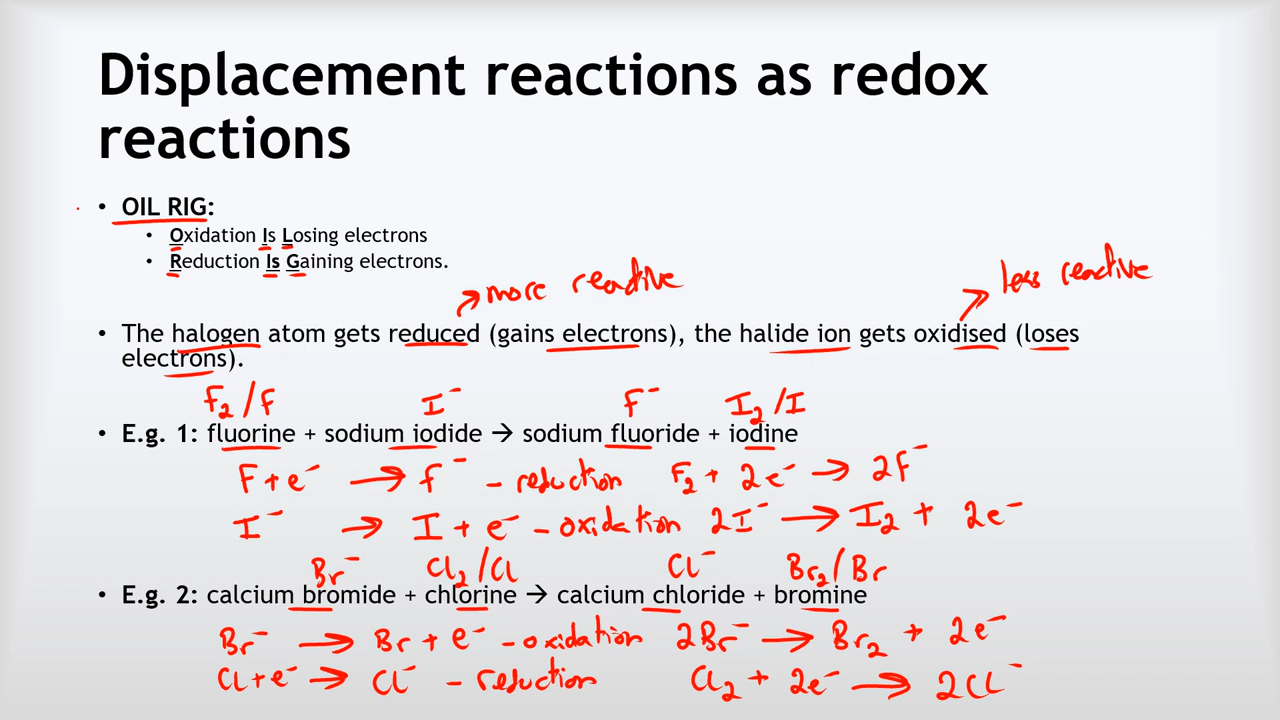 Displacement reactions as redox
reactions
• OIL RIG:
• Oxidation Is Losing electrons
• Reduction Is Gaining electrons.
more reactive
less reactive
• The halogen atom gets reduced (gains electrons), the halide ion gets oxidised (loses
electrons).
F₂/F I⁻ F⁻ I₂/I
• E.g. 1: fluorine + sodium iodide → sodium fluoride + iodine
F + e⁻ → F⁻ - reduction F₂ + 2e⁻ → 2F⁻
I⁻ → I + e⁻ - oxidation 2I⁻ → I₂ + 2e⁻
Br⁻ Cl₂/Cl Cl⁻ Br₂/Br
• E.g. 2: calcium bromide + chlorine → calcium chloride + bromine
Br⁻ → Br + e⁻ - oxidation 2Br⁻ → Br₂ + 2e⁻
Cl + e⁻ → Cl⁻ - reduction Cl₂ + 2e⁻ → 2Cl⁻